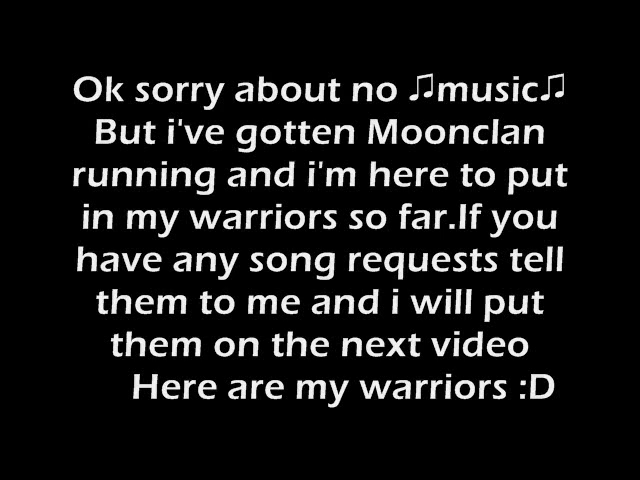 Ok sorry about no ♫music♫
But i've gotten Moonclan
running and i'm here to put
in my warriors so far.If you
have any song requests tell
them to me and i will put
them on the next video
Here are my warriors :D